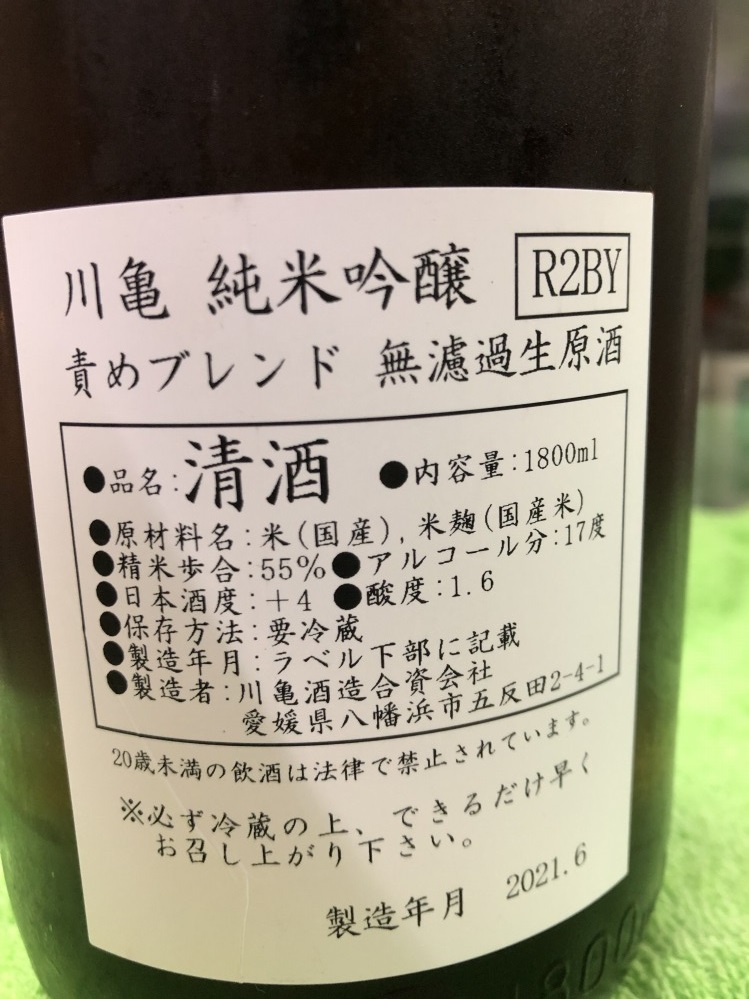 川亀 純米吟醸 R2BY
責めブレンド 無濾過生原酒
●品名:清酒 ●内容量:1800ml
●原材料名:米(国産),米麹(国産米)
●精米歩合:55% ●アルコール分:17度
●日本酒度:+4 ●酸度:1.6
●保存方法:要冷蔵
●製造年月:ラベル下部に記載
●製造者:川亀酒造合資会社
愛媛県八幡浜市五反田2-4-1
20歳未満の飲酒は法律で禁止されています。
※必ず冷蔵の上、できるだけ早く
お召し上がり下さい。
製造年月 2021.6